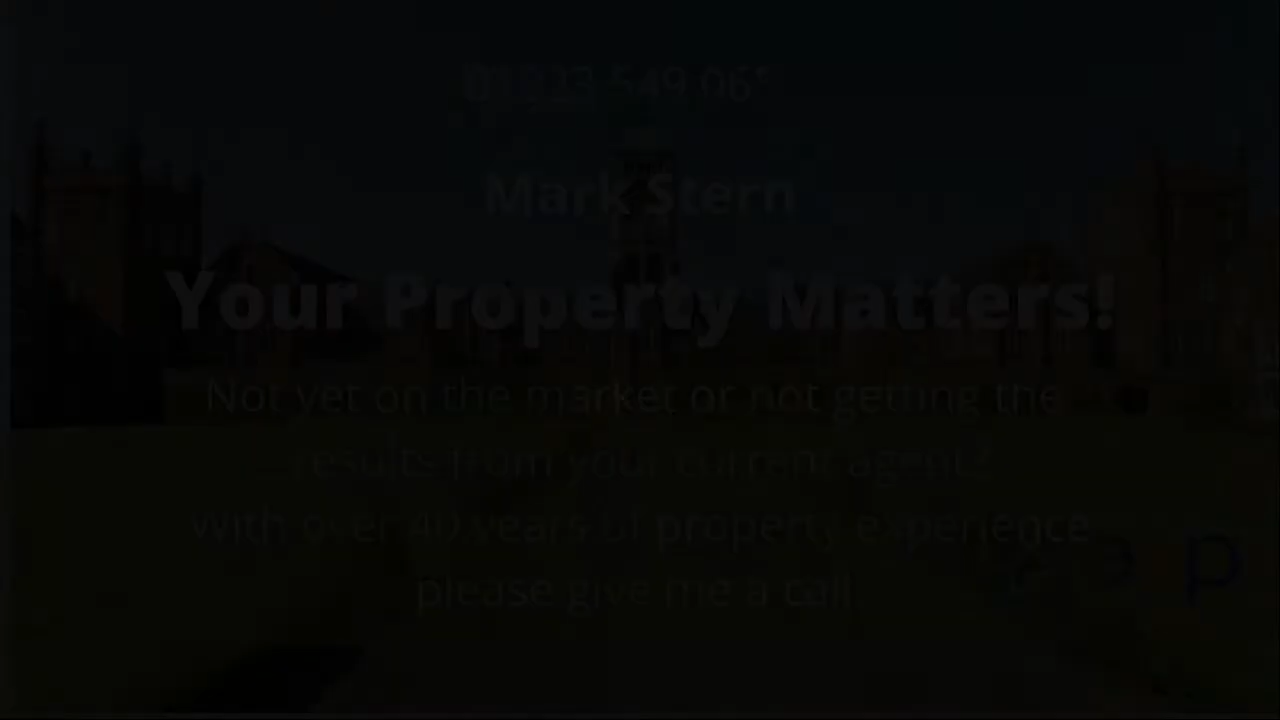 Mark Stern
Your Property Matters!
Not yet on the market or not getting the
results from your current agent?
With over 40 years of property experience
please give me a call